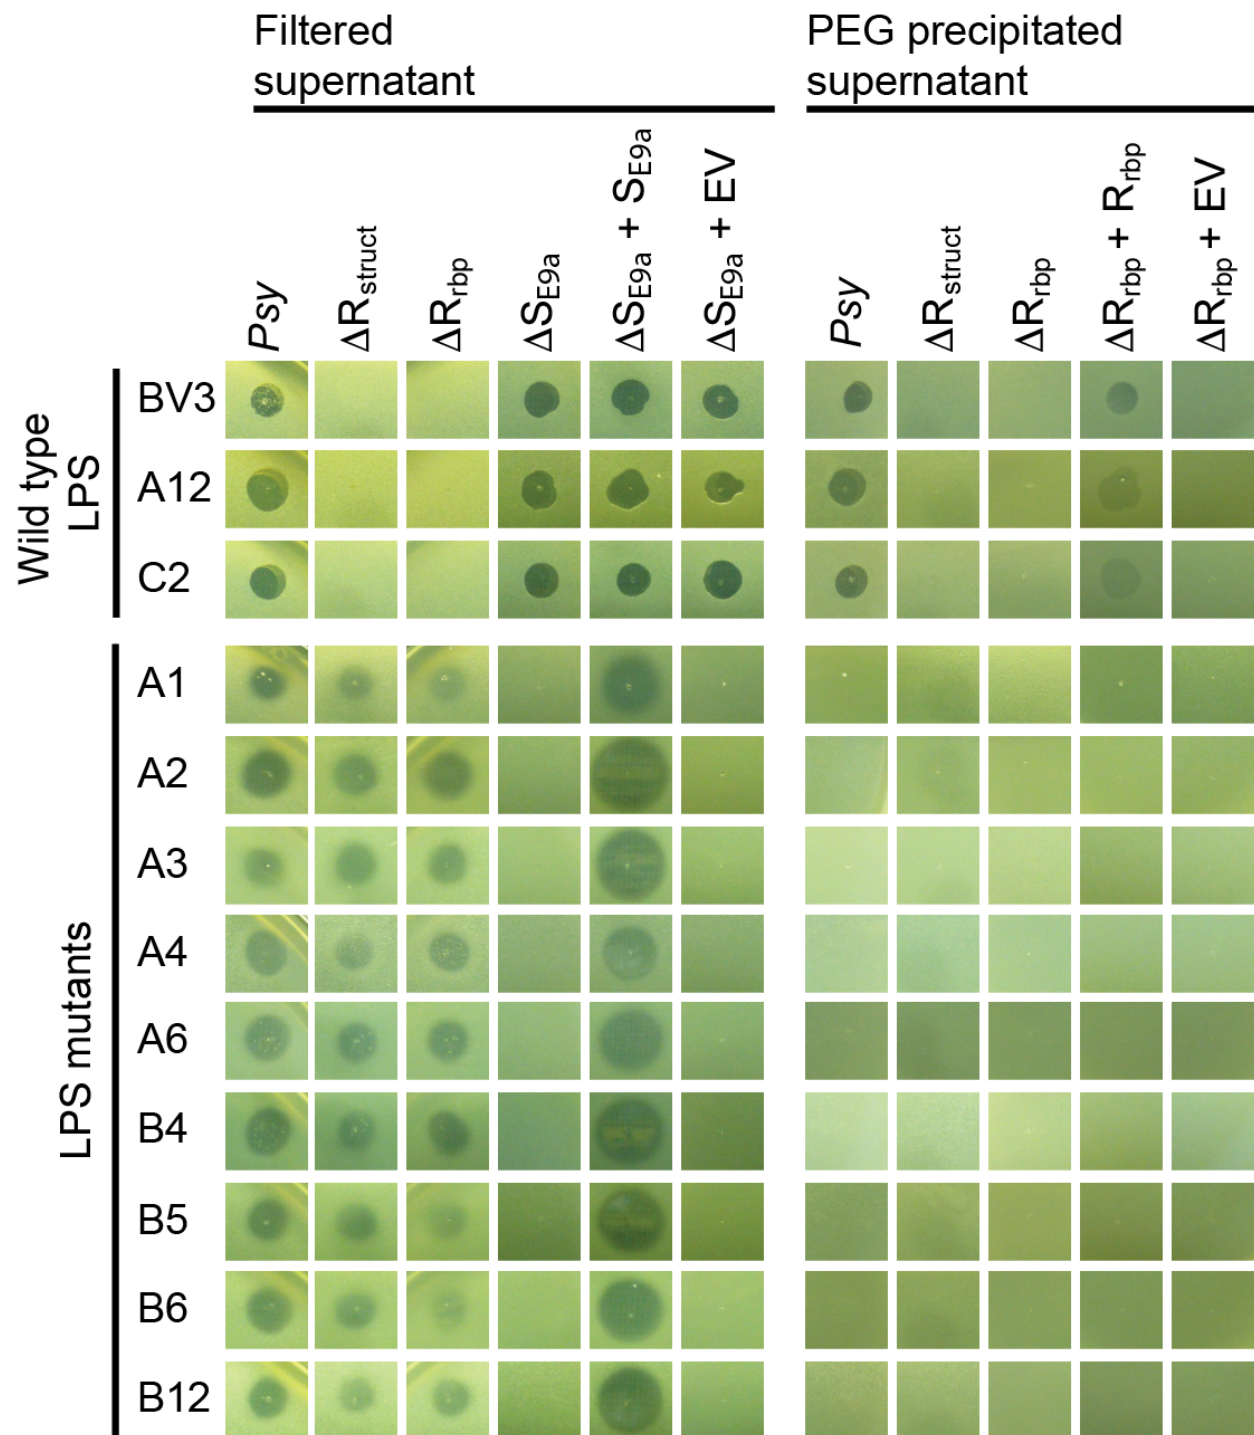 Filtered
supernatant
PEG precipitated
supernatant
Psy
ΔRstruct
ΔRrbp
ΔSE9a
ΔSE9a + SE9a
ΔSE9a + EV
Psy
ΔRstruct
ΔRrbp
ΔRrbp + Rrbp
ΔRrbp + EV
Wild type
LPS
BV3
A12
C2
LPS mutants
A1
A2
A3
A4
A6
B4
B5
B6
B12